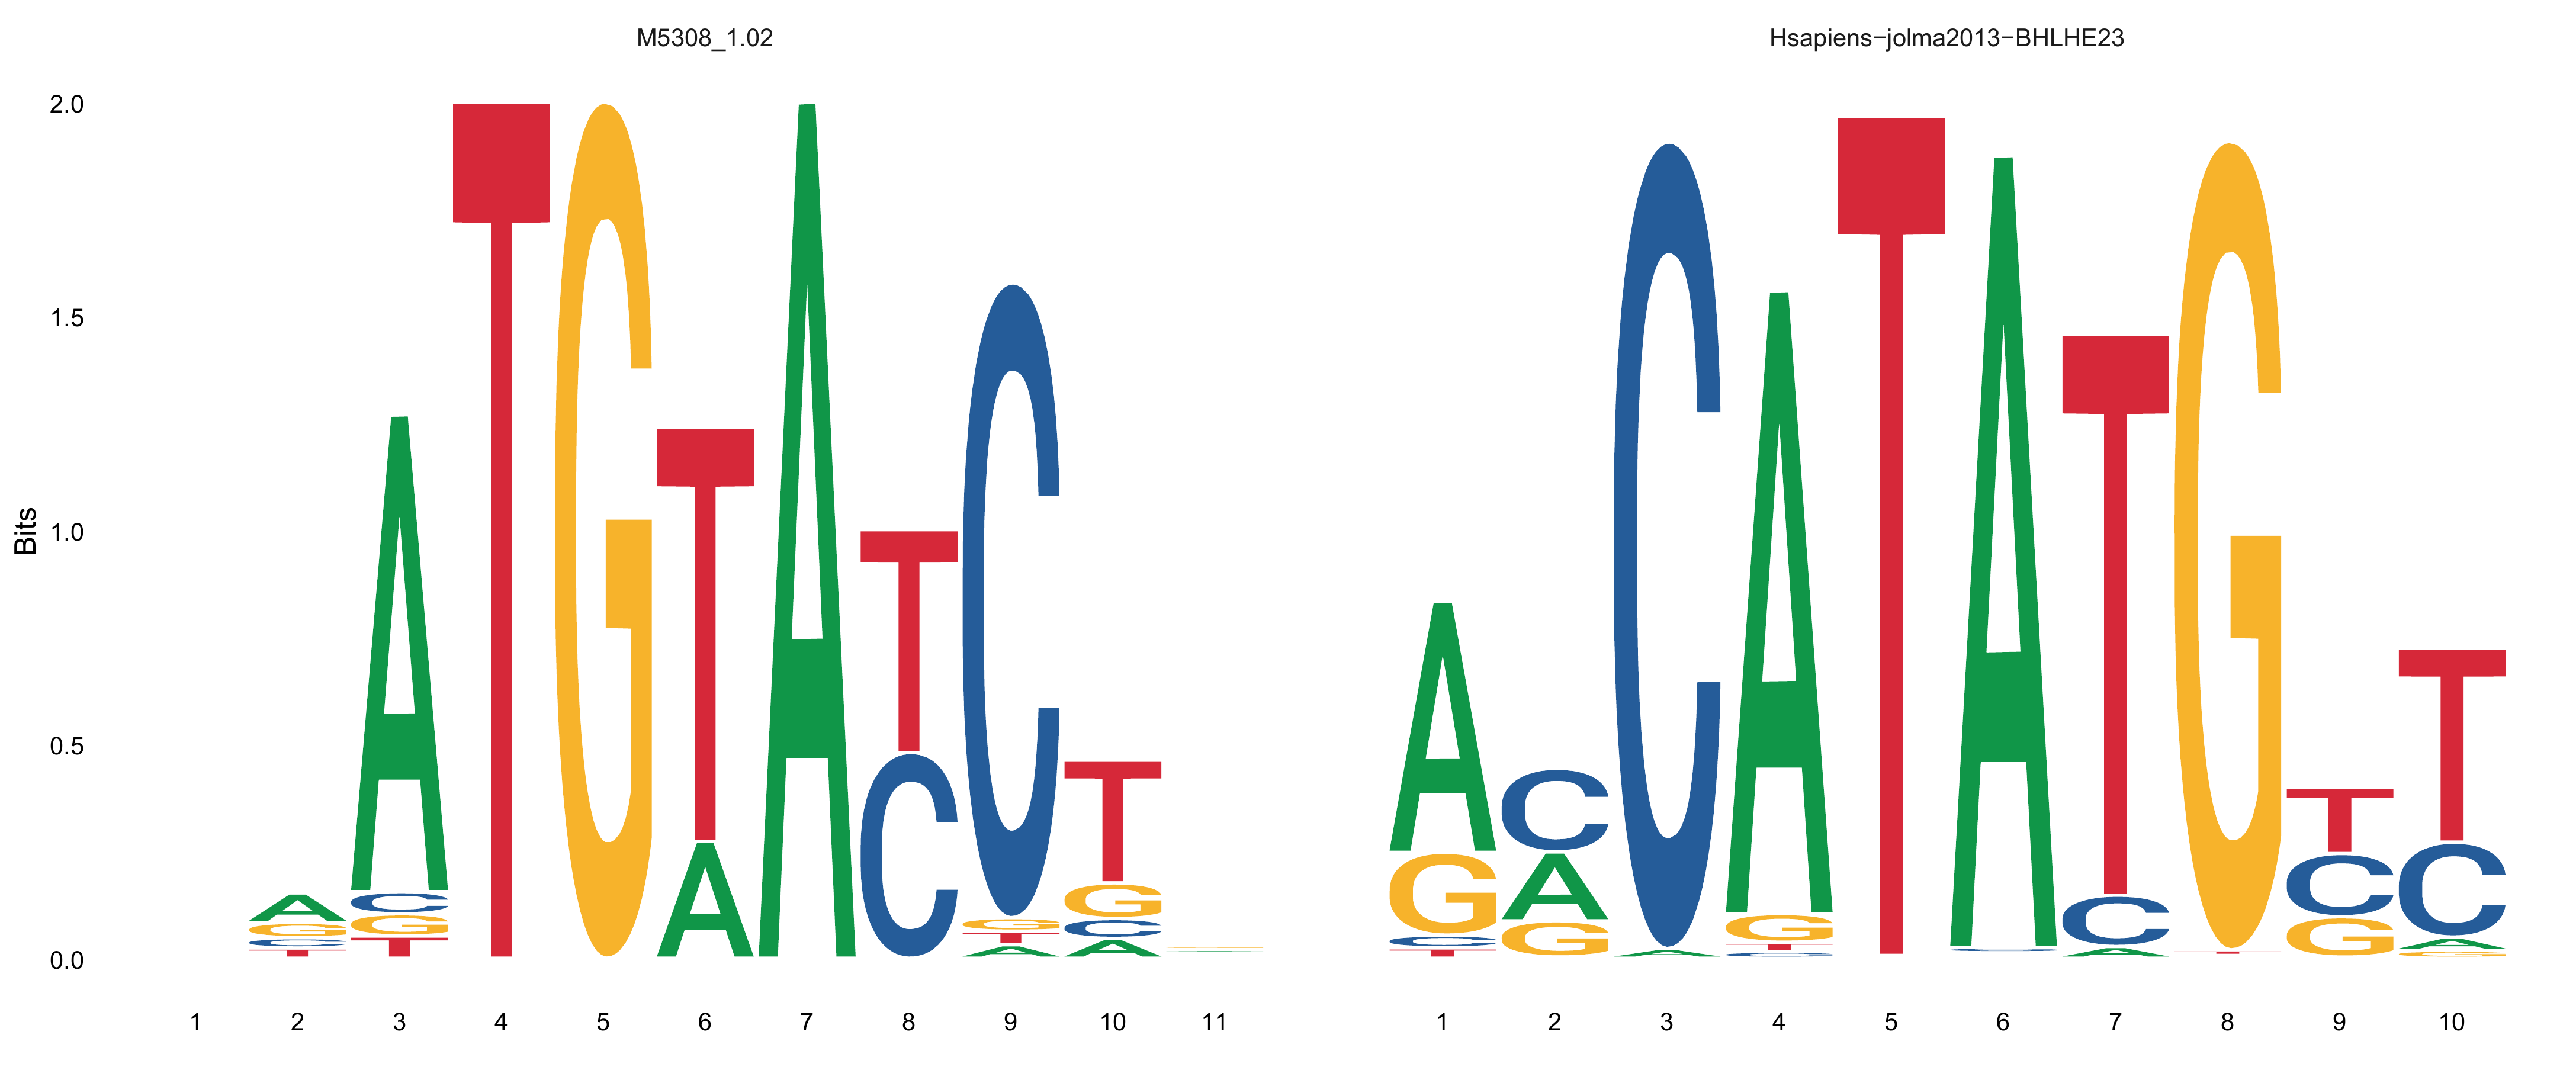 M5308_1.02
Hsapiens−jolma2013−BHLHE23
Bits
2.0
1.5
1.0
0.5
0.0
T C G A
T G C A
T G
A T
A
C T
A T G C
A C G T
T C G A
G A C
A C
C T G A
T
C A
A C T
T G
G C T
G A C T
1 2 3 4 5 6 7 8 9 10 11
1 2 3 4 5 6 7 8 9 10